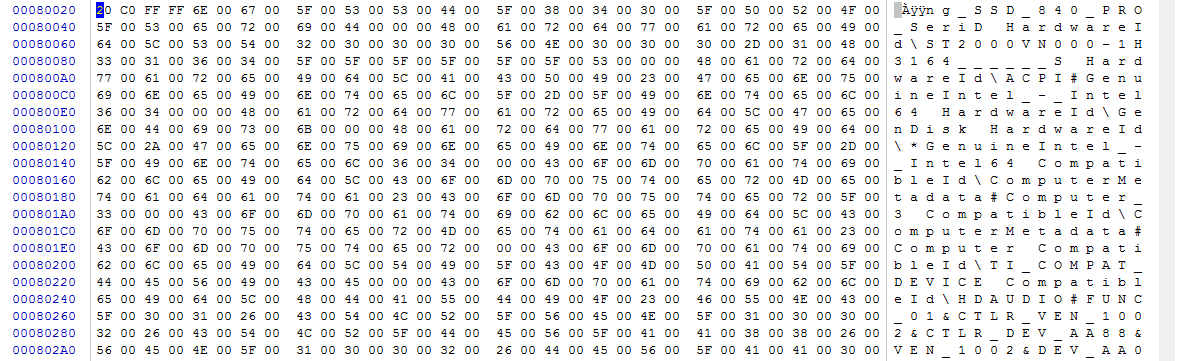 00080020 20 C0 FF FF 6E 00 67 00 5F 00 53 00 53 00 44 00 5F 00 38 00 34 00 30 00 5F 00 50 00 52 00 4F 00 Àÿÿn g _ S S D _ 8 4 0 _ P R O
00080040 5F 00 53 00 65 00 72 00 69 00 44 00 00 00 48 00 61 00 72 00 64 00 77 00 61 00 72 00 65 00 49 00 _ S e r i D   H a r d w a r e I
00080060 64 00 5C 00 53 00 54 00 32 00 30 00 30 00 30 00 56 00 4E 00 30 00 30 00 30 00 2D 00 31 00 48 00 d \ S T 2 0 0 0 V N 0 0 0 - 1 H
00080080 33 00 31 00 36 00 34 00 5F 00 5F 00 5F 00 5F 00 5F 00 5F 00 53 00 00 00 48 00 61 00 72 00 64 00 3 1 6 4 _ _ _ _ _ _ S   H a r d
000800A0 77 00 61 00 72 00 65 00 49 00 64 00 5C 00 41 00 43 00 50 00 49 00 23 00 47 00 65 00 6E 00 75 00 w a r e I d \ A C P I # G e n u
000800C0 69 00 6E 00 65 00 49 00 6E 00 74 00 65 00 6C 00 5F 00 2D 00 5F 00 49 00 6E 00 74 00 65 00 6C 00 i n e I n t e l _ - _ I n t e l
000800E0 36 00 34 00 00 00 48 00 61 00 72 00 64 00 77 00 61 00 72 00 65 00 49 00 64 00 5C 00 47 00 65 00 6 4   H a r d w a r e I d \ G e
00080100 6E 00 44 00 69 00 73 00 6B 00 00 00 48 00 61 00 72 00 64 00 77 00 61 00 72 00 65 00 49 00 64 00 n D i s k   H a r d w a r e I d
00080120 5C 00 2A 00 47 00 65 00 6E 00 75 00 69 00 6E 00 65 00 49 00 6E 00 74 00 65 00 6C 00 5F 00 2D 00 \ * G e n u i n e I n t e l _ -
00080140 5F 00 49 00 6E 00 74 00 65 00 6C 00 36 00 34 00 00 00 43 00 6F 00 6D 00 70 00 61 00 74 00 69 00 _ I n t e l 6 4   C o m p a t i
00080160 62 00 6C 00 65 00 49 00 64 00 5C 00 43 00 6F 00 6D 00 70 00 75 00 74 00 65 00 72 00 4D 00 65 00 b l e I d \ C o m p u t e r M e
00080180 74 00 61 00 64 00 61 00 74 00 61 00 23 00 43 00 6F 00 6D 00 70 00 75 00 74 00 65 00 72 00 5F 00 t a d a t a # C o m p u t e r _
000801A0 33 00 00 00 43 00 6F 00 6D 00 70 00 61 00 74 00 69 00 62 00 6C 00 65 00 49 00 64 00 5C 00 43 00 3   C o m p a t i b l e I d \ C
000801C0 6F 00 6D 00 70 00 75 00 74 00 65 00 72 00 4D 00 65 00 74 00 61 00 64 00 61 00 74 00 61 00 23 00 o m p u t e r M e t a d a t a #
000801E0 43 00 6F 00 6D 00 70 00 75 00 74 00 65 00 72 00 00 00 43 00 6F 00 6D 00 70 00 61 00 74 00 69 00 C o m p u t e r   C o m p a t i
00080200 62 00 6C 00 65 00 49 00 64 00 5C 00 54 00 49 00 5F 00 43 00 4F 00 4D 00 50 00 41 00 54 00 5F 00 b l e I d \ T I _ C O M P A T _
00080220 44 00 45 00 56 00 49 00 43 00 45 00 00 00 43 00 6F 00 6D 00 70 00 61 00 74 00 69 00 62 00 6C 00 D E V I C E   C o m p a t i b l
00080240 65 00 49 00 64 00 5C 00 48 00 44 00 41 00 55 00 44 00 49 00 4F 00 23 00 46 00 55 00 4E 00 43 00 e I d \ H D A U D I O # F U N C
00080260 5F 00 30 00 31 00 26 00 43 00 54 00 4C 00 52 00 5F 00 56 00 45 00 4E 00 5F 00 31 00 30 00 30 00 _ 0 1 & C T L R _ V E N _ 1 0 0
00080280 32 00 26 00 43 00 54 00 4C 00 52 00 5F 00 44 00 45 00 56 00 5F 00 41 00 41 00 38 00 38 00 26 00 2 & C T L R _ D E V _ A A 8 8 &
000802A0 56 00 45 00 4E 00 5F 00 31 00 30 00 30 00 32 00 26 00 44 00 45 00 56 00 5F 00 41 00 41 00 30 00 V E N _ 1 0 0 2 & D E V _ A A 0